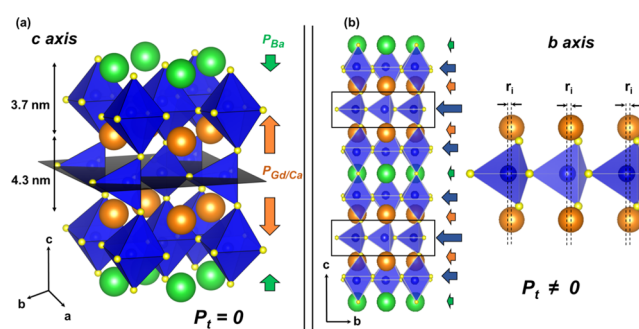 (a)
c axis
P_Ba
3.7 nm
P_Gd/Ca
4.3 nm
c
b
a
P_t = 0
(b)
b axis
r_i
r_i
r_i
c
b
P_t ≠ 0